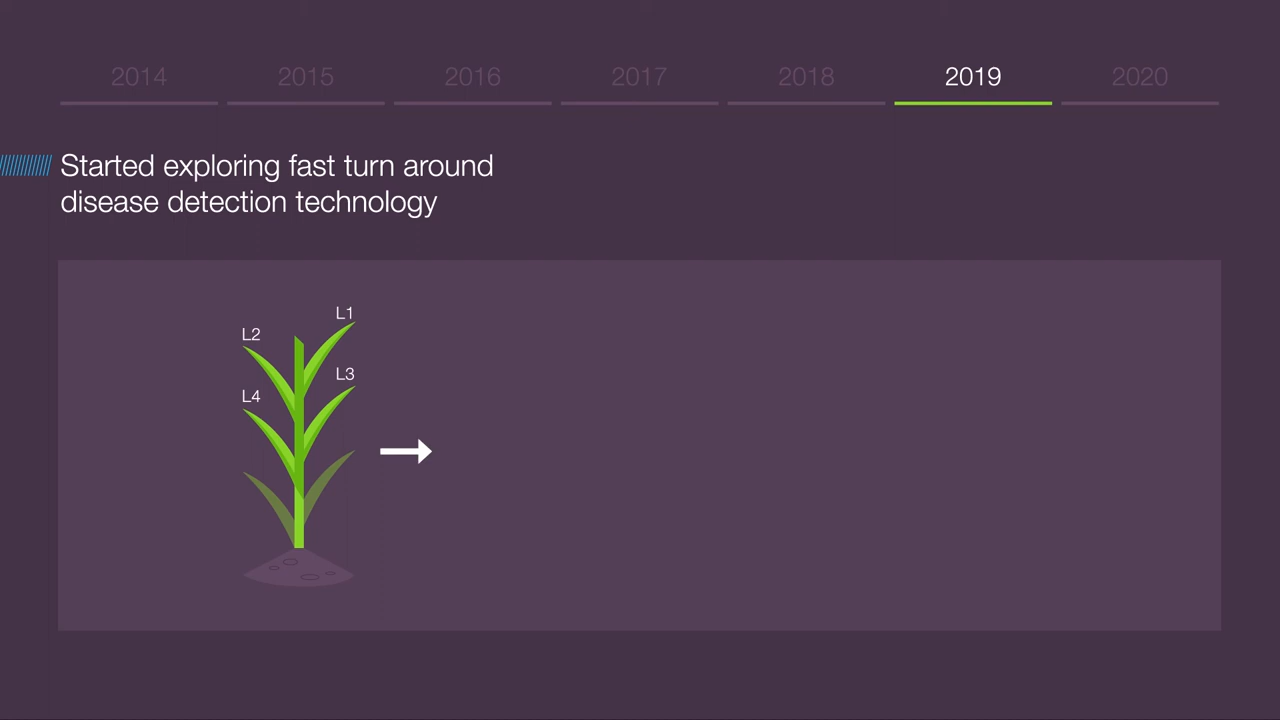 2014 2015 2016 2017 2018 2019 2020
Started exploring fast turn around
disease detection technology
L1
L2
L3
L4